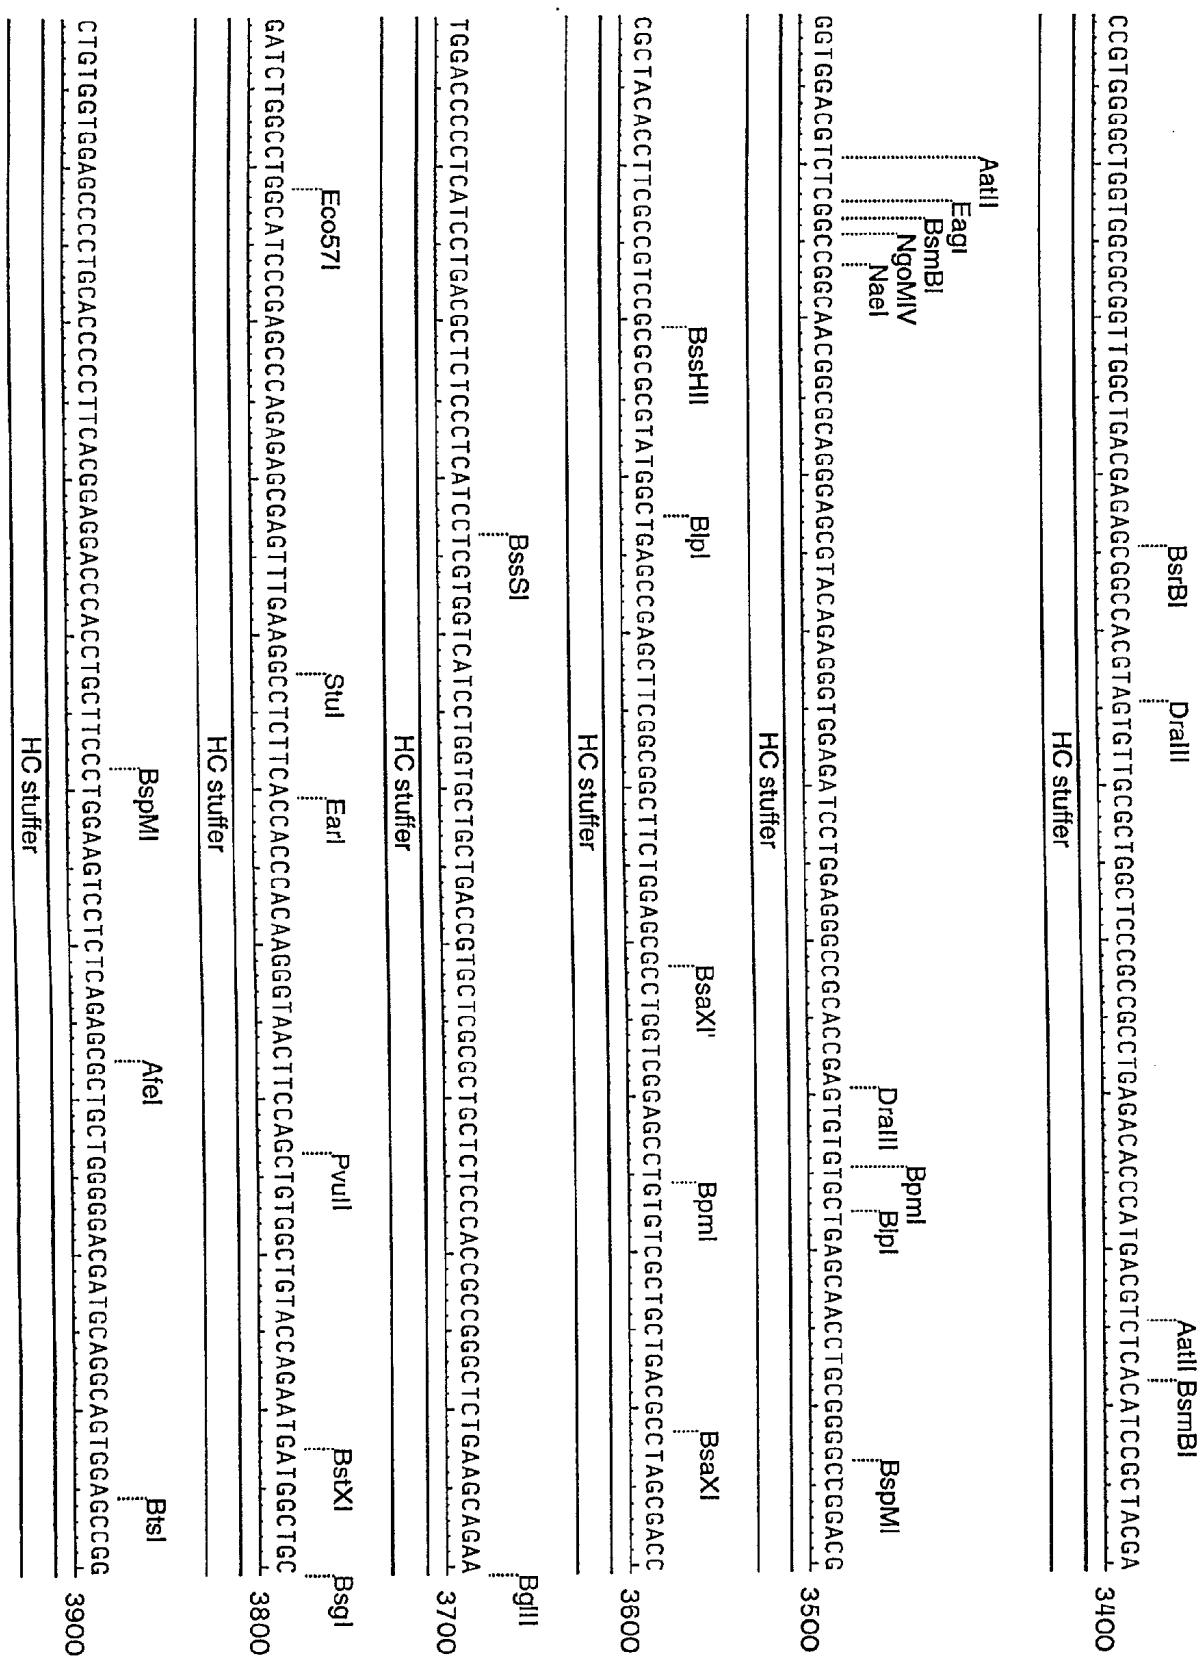 BsrBI DraIII AatII BsmBI
CCGTGGGGCTGGTGGCGCGGTTGGCTGACGAGAGCGGCCACGTAGTGTTGCGCTGGCTCCCGCCGCCTGAGACACCCATGACGTCTCACATCCGCTACGA 3400
HC stuffer
AatII
EagI BpmI
BsmBI
NgoMIV
NaeI DraIII BlpI BspMI
GGTGGACGTCTCGGCCGGCAACGGCGCAGGGAGCGTACAGAGGGTGGAGATCCTGGAGGGCCGCACCGAGTGTGTGCTGAGCAACCTGCGGGGCCGGACG 3500
HC stuffer
BssHII BlpI BsaXI' BpmI BsaXI
CGCTACACCTTCGCCGTCCGCGCGCGTATGGCTGAGCCGAGCTTCGGCGGCTTCTGGAGCGCCTGGTCGGAGCCTGTGTCGCTGCTGACGCCTAGCGACC 3600
HC stuffer
BssSI BglII
TGGACCCCCTCATCCTGACGCTCTCCCTCATCCTCGTGGTCATCCTGGTGCTGCTGACCGTGCTCGCGCTGCTCTCCCACCGCCGGGCTCTGAAGCAGAA 3700
HC stuffer
Eco57I StuI EarI PvuII BstXI BsgI
GATCTGGCCTGGCATCCCGAGCCCAGAGAGCGAGTTTGAAGGCCTCTTCACCACCCACAAGGGTAACTTCCAGCTGTGGCTGTACCAGAATGATGGCTGC 3800
HC stuffer
BspMI AfeI BtsI
CTGTGGTGGAGCCCCTGCACCCCCTTCACGGAGGACCCACCTGCTTCCCTGGAAGTCCTCTCAGAGCGCTGCTGGGGGACGATGCAGGCAGTGGAGCCGG 3900
HC stuffer